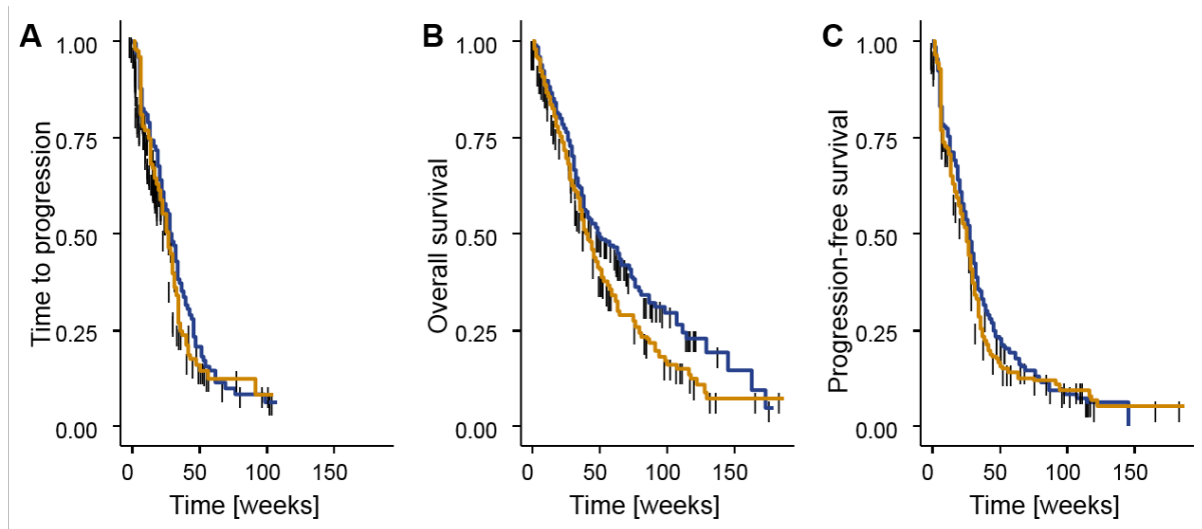 A
Time to progression
1.00
0.75
0.50
0.25
0.00
0 50 100 150
Time [weeks]
B
Overall survival
1.00
0.75
0.50
0.25
0.00
0 50 100 150
Time [weeks]
C
Progression-free survival
1.00
0.75
0.50
0.25
0.00
0 50 100 150
Time [weeks]